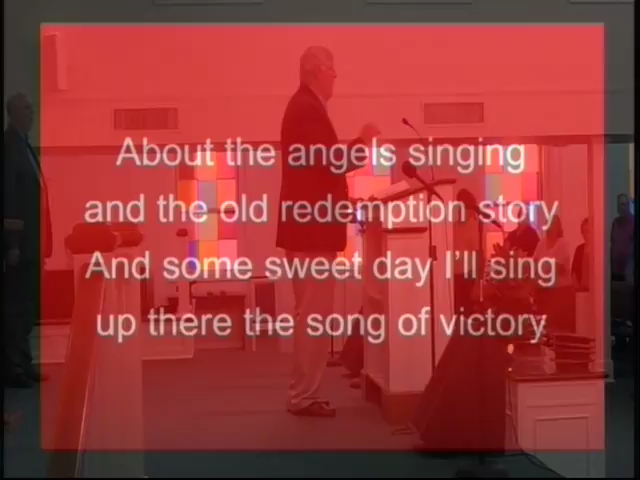 About the angels singing
and the old redemption story
And some sweet day I'll sing
up there the song of victory